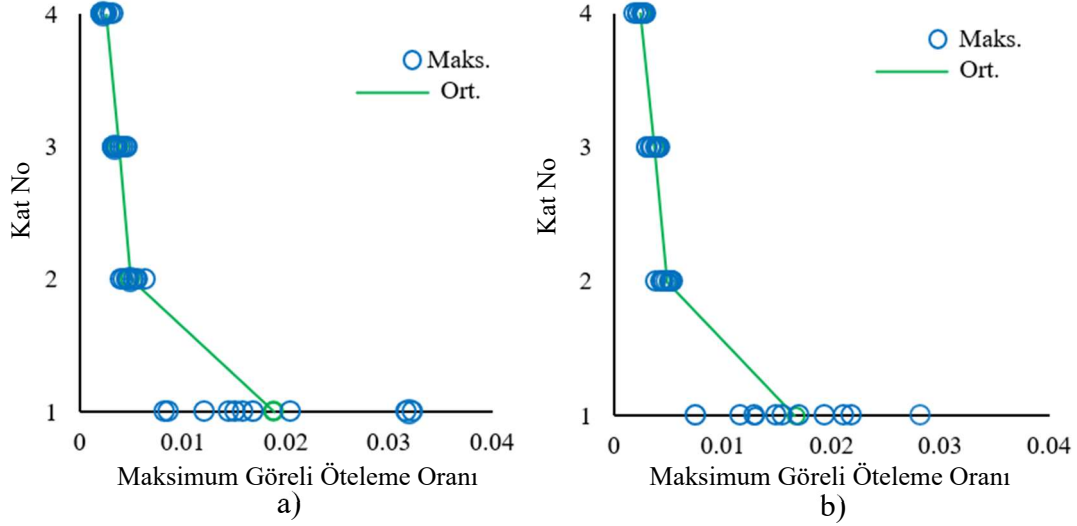 4
3
2
1
Kat No
Maks.
Ort.
0
0.01
0.02
0.03
0.04
Maksimum Göreli Öteleme Oranı
a)
4
3
2
1
Kat No
Maks.
Ort.
0
0.01
0.02
0.03
0.04
Maksimum Göreli Öteleme Oranı
b)